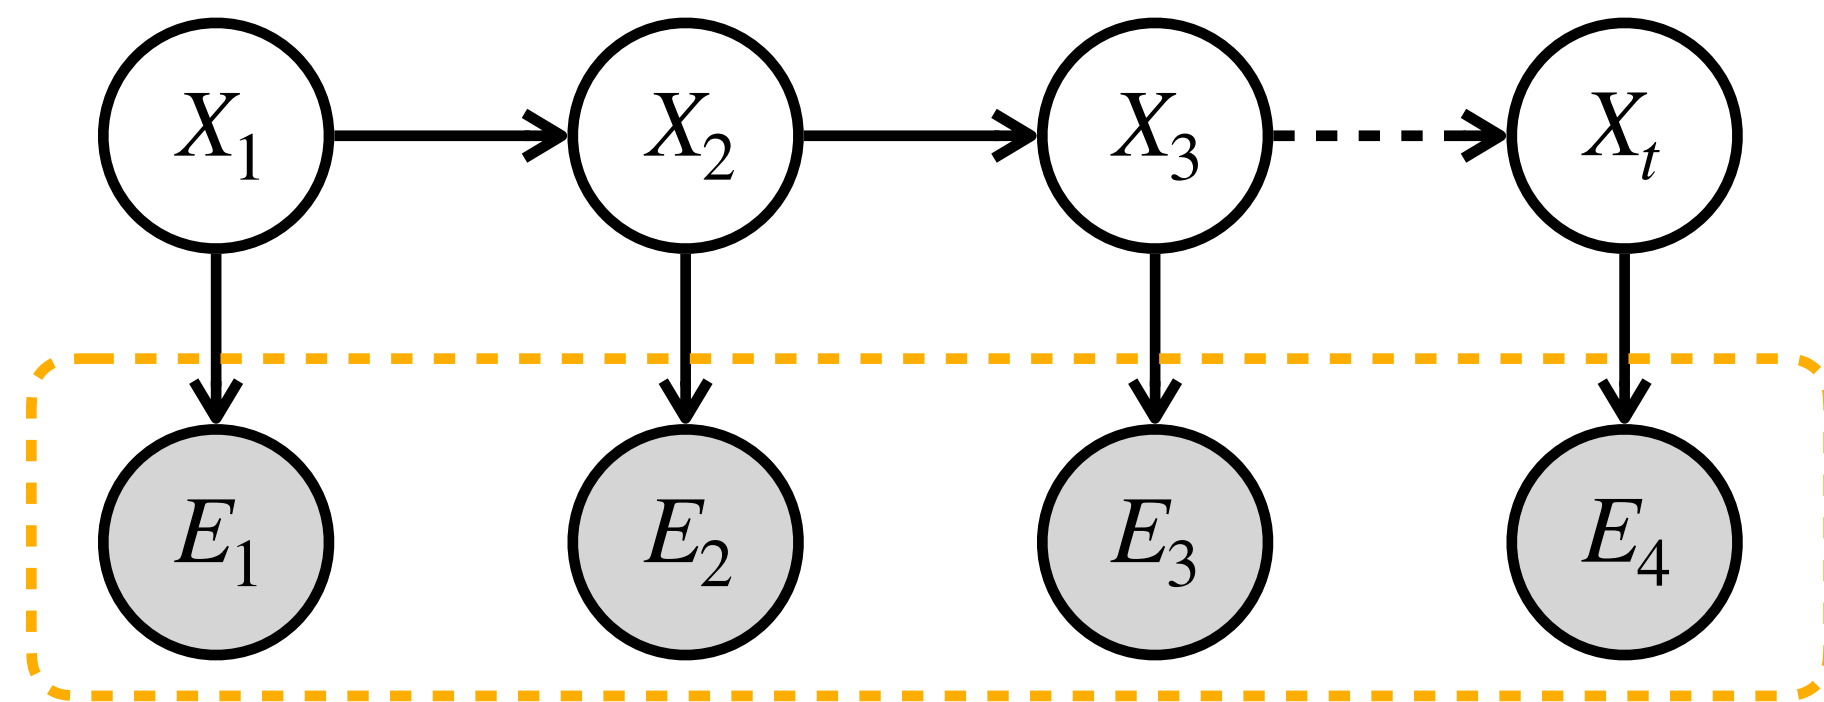 X₁ X₂ X₃ Xₜ
E₁ E₂ E₃ E₄